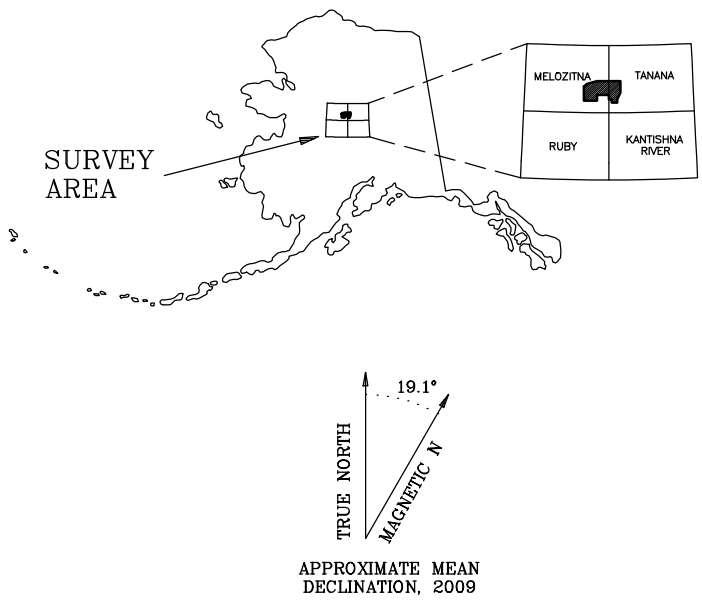 MELOZITNA
TANANA
RUBY
KANTISHNA
RIVER
SURVEY
AREA
19.1°
TRUE NORTH
MAGNETIC N
APPROXIMATE MEAN
DECLINATION, 2009